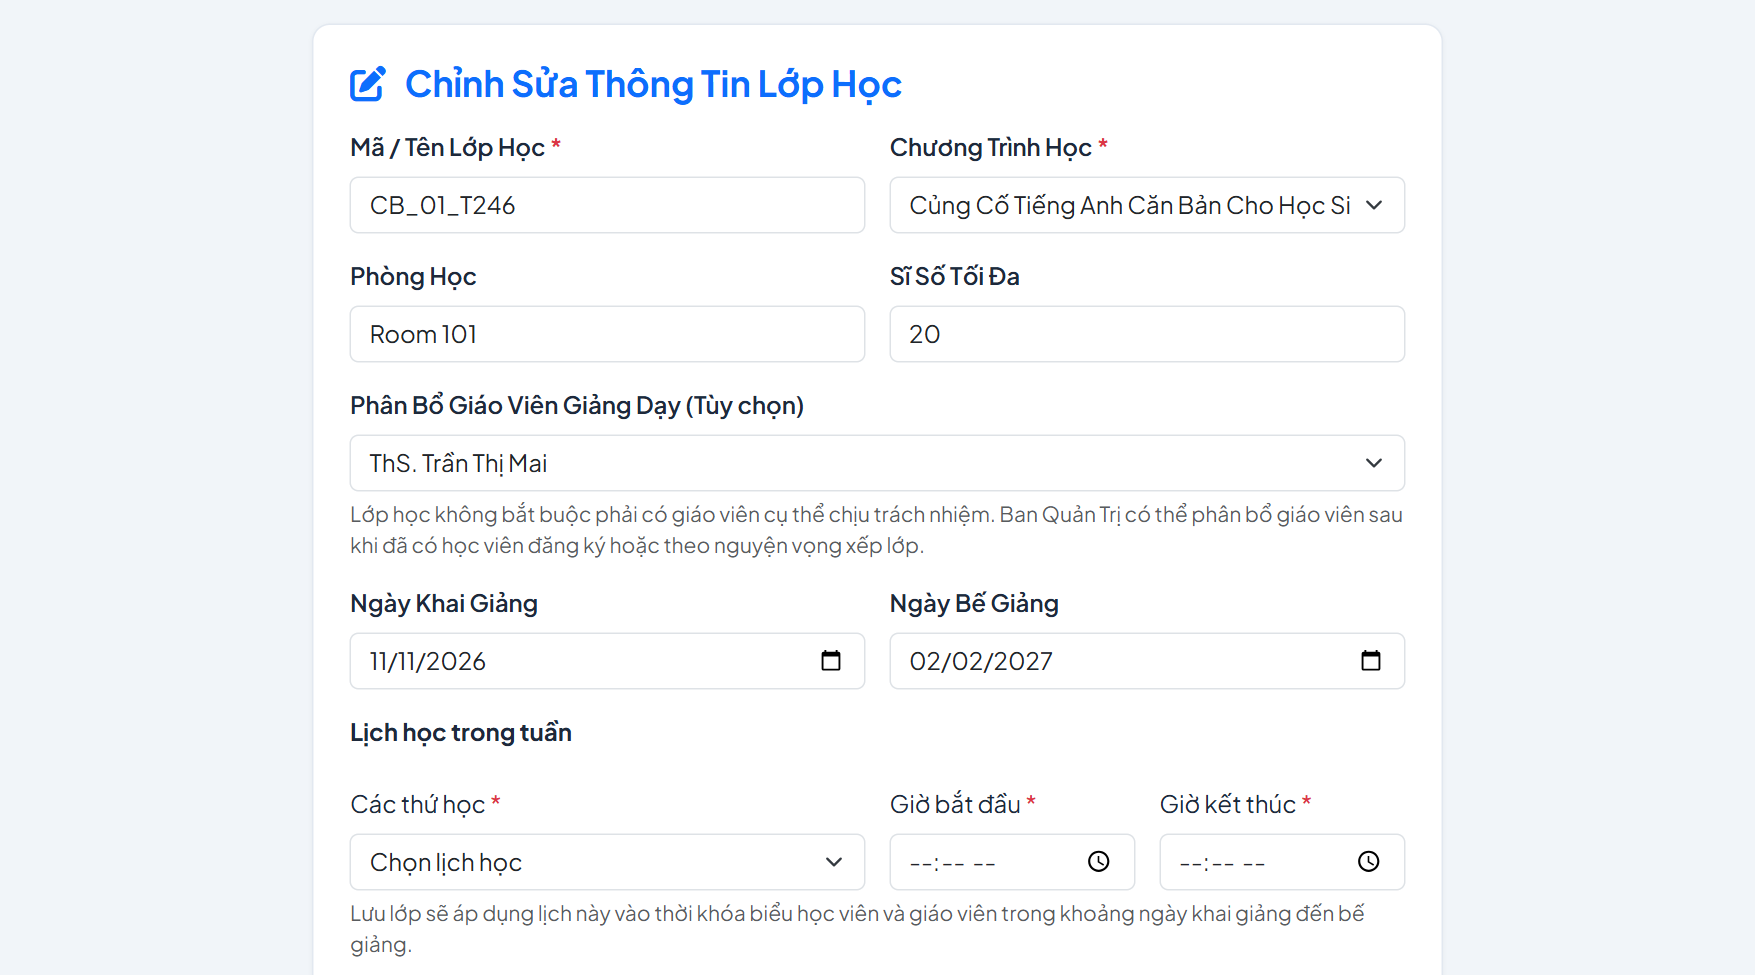 Chỉnh Sửa Thông Tin Lớp Học
Mã / Tên Lớp Học *
Chương Trình Học *
CB_01_T246
Củng Cố Tiếng Anh Căn Bản Cho Học Si
Phòng Học
Sĩ Số Tối Đa
Room 101
20
Phân Bổ Giáo Viên Giảng Dạy (Tùy chọn)
ThS. Trần Thị Mai
Lớp học không bắt buộc phải có giáo viên cụ thể chịu trách nhiệm. Ban Quản Trị có thể phân bổ giáo viên sau
khi đã có học viên đăng ký hoặc theo nguyện vọng xếp lớp.
Ngày Khai Giảng
Ngày Bế Giảng
11/11/2026
02/02/2027
Lịch học trong tuần
Các thứ học *
Giờ bắt đầu *
Giờ kết thúc *
Chọn lịch học
--:-- --
--:-- --
Lưu lớp sẽ áp dụng lịch này vào thời khóa biểu học viên và giáo viên trong khoảng ngày khai giảng đến bế
giảng.